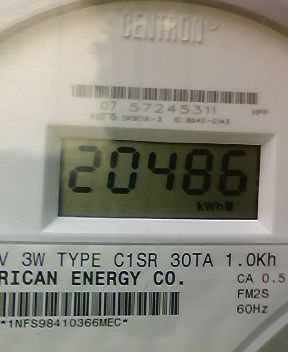 CENTRON®
07 57245311 HPF
20486
kWh
V 3W TYPE C1SR 30TA 1.0Kh
RICAN ENERGY CO. CA 0.5
FM2S
*1NFS98410366MEC* 60Hz